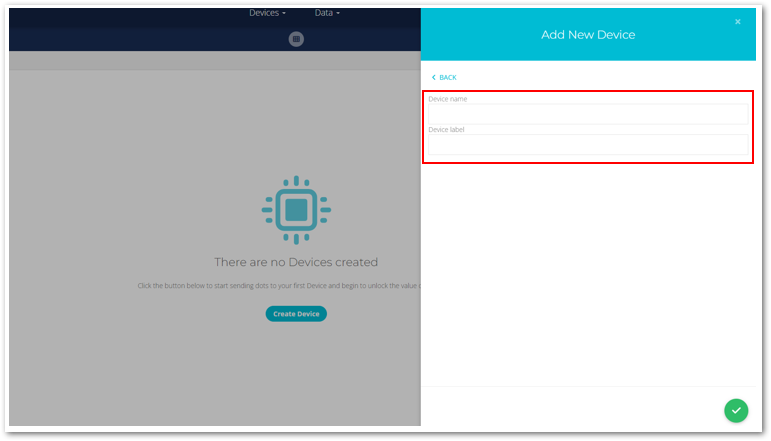 Devices
Data
×
Add New Device
BACK
Device name
Device label
There are no Devices created
Click the button below to start sending dots to your first Device and begin to unlock the value
Create Device